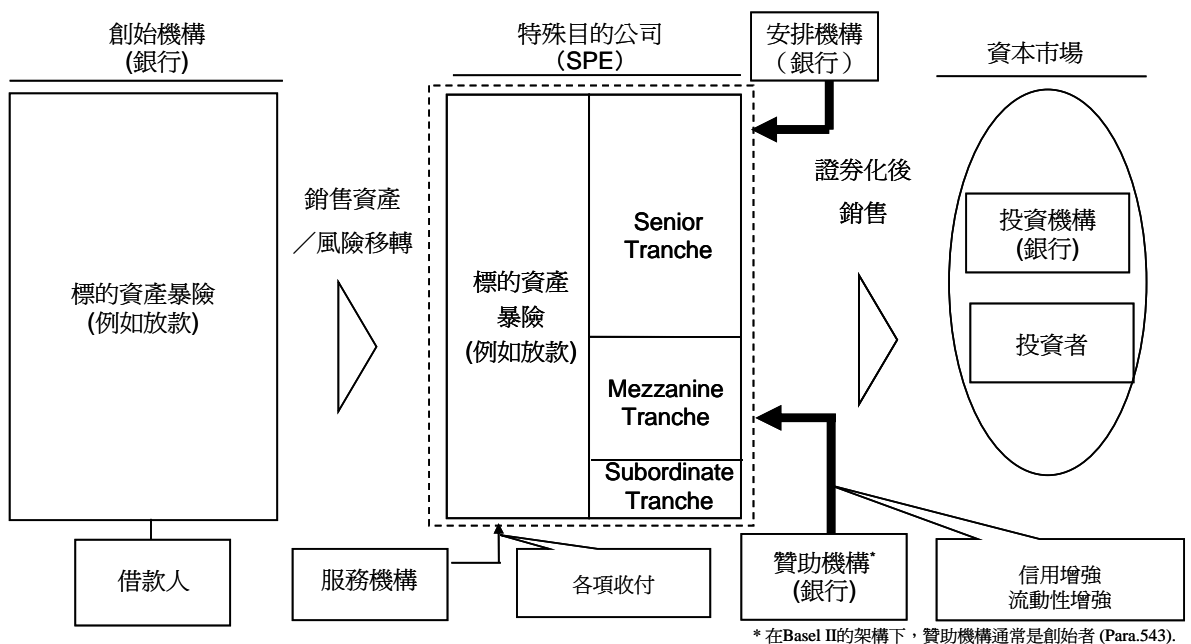 創始機構
(銀行)
特殊目的公司
（SPE）
安排機構
（銀行）
資本市場
標的資產暴險
(例如放款)
銷售資產
／風險移轉
標的資產
暴險
(例如放款)
Senior
Tranche
Mezzanine
Tranche
Subordinate
Tranche
證券化後
銷售
投資機構
(銀行)
投資者
借款人
服務機構
各項收付
贊助機構*
(銀行)
信用增強
流動性增強
* 在Basel II的架構下，贊助機構通常是創始者 (Para.543).